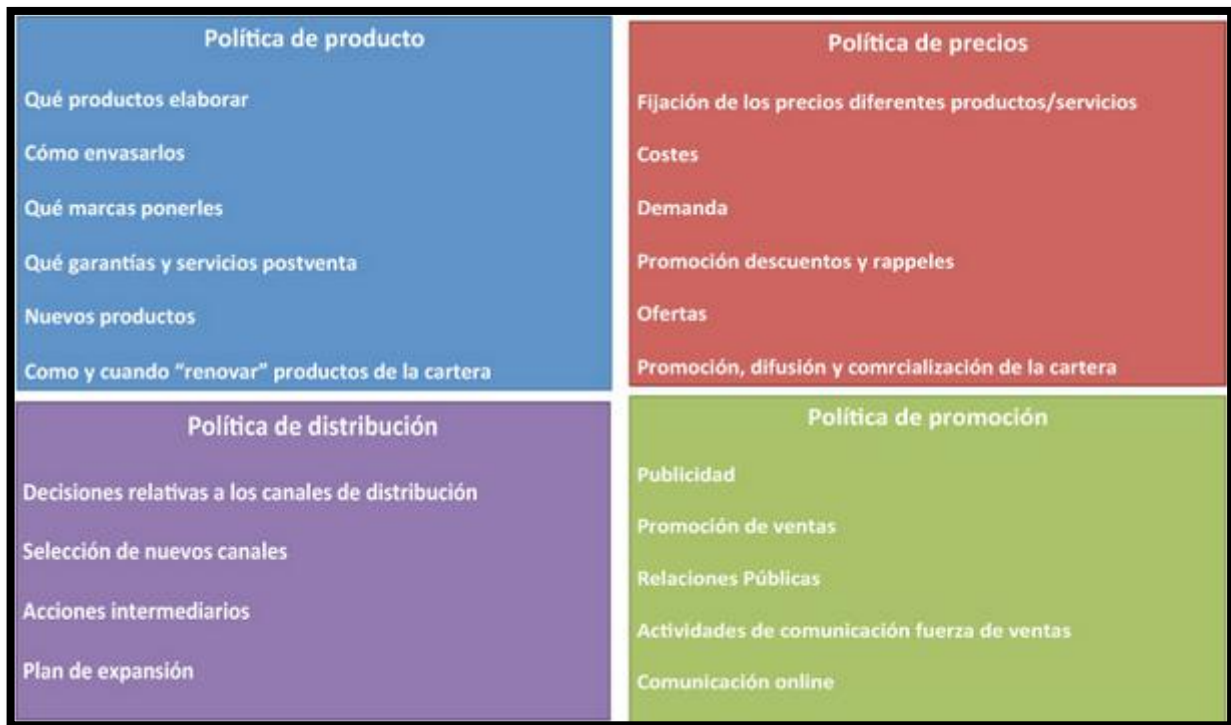 Política de producto
Qué productos elaborar
Cómo envasarlos
Qué marcas ponerles
Qué garantías y servicios postventa
Nuevos productos
Como y cuando “renovar” productos de la cartera
Política de precios
Fijación de los precios diferentes productos/servicios
Costes
Demanda
Promoción descuentos y rappeles
Ofertas
Promoción, difusión y comrcialización de la cartera
Política de distribución
Decisiones relativas a los canales de distribución
Selección de nuevos canales
Acciones intermediarios
Plan de expansión
Política de promoción
Publicidad
Promoción de ventas
Relaciones Públicas
Actividades de comunicación fuerza de ventas
Comunicación online